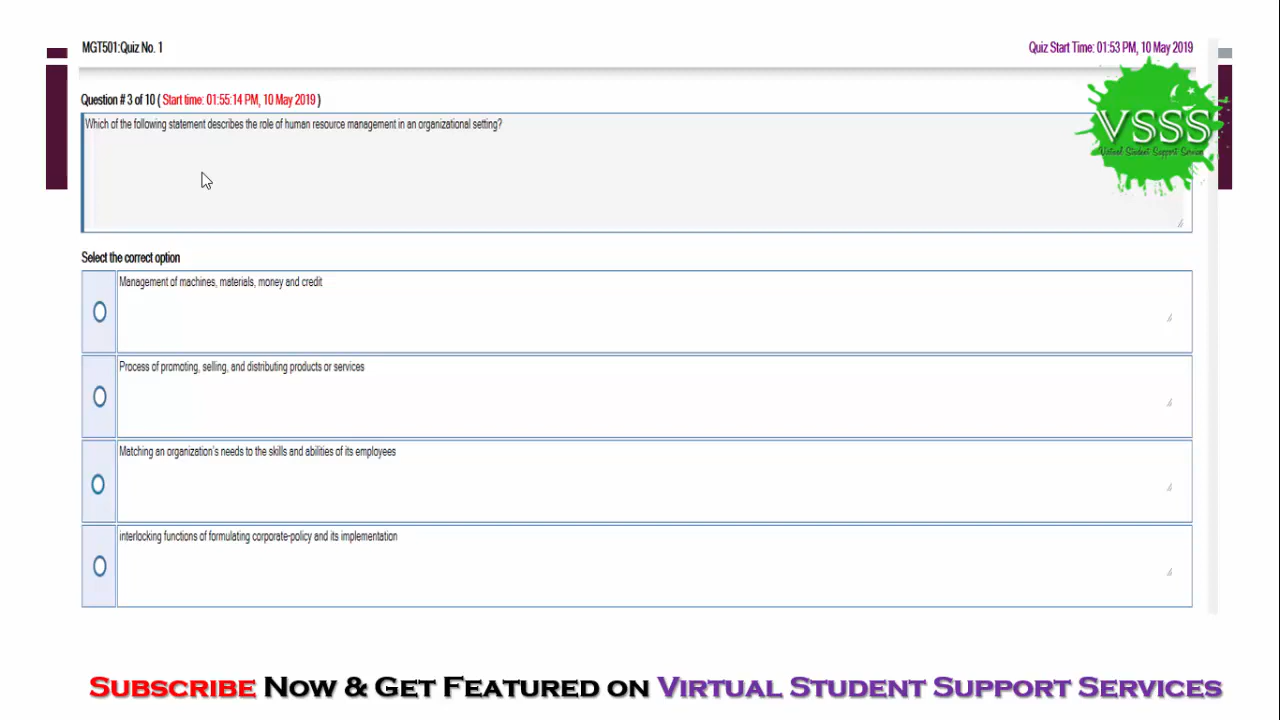 MGT501:Quiz No. 1
Quiz Start Time: 01:53 PM, 10 May 2019
Question # 3 of 10 ( Start time: 01:55:14 PM, 10 May 2019 )
Which of the following statement describes the role of human resource management in an organizational setting?
VSSS
Virtual Student Support Services
Select the correct option
Management of machines, materials, money and credit
Process of promoting, selling, and distributing products or services
Matching an organization's needs to the skills and abilities of its employees
interlocking functions of formulating corporate-policy and its implementation
SUBSCRIBE NOW & GET FEATURED ON VIRTUAL STUDENT SUPPORT SERVICES